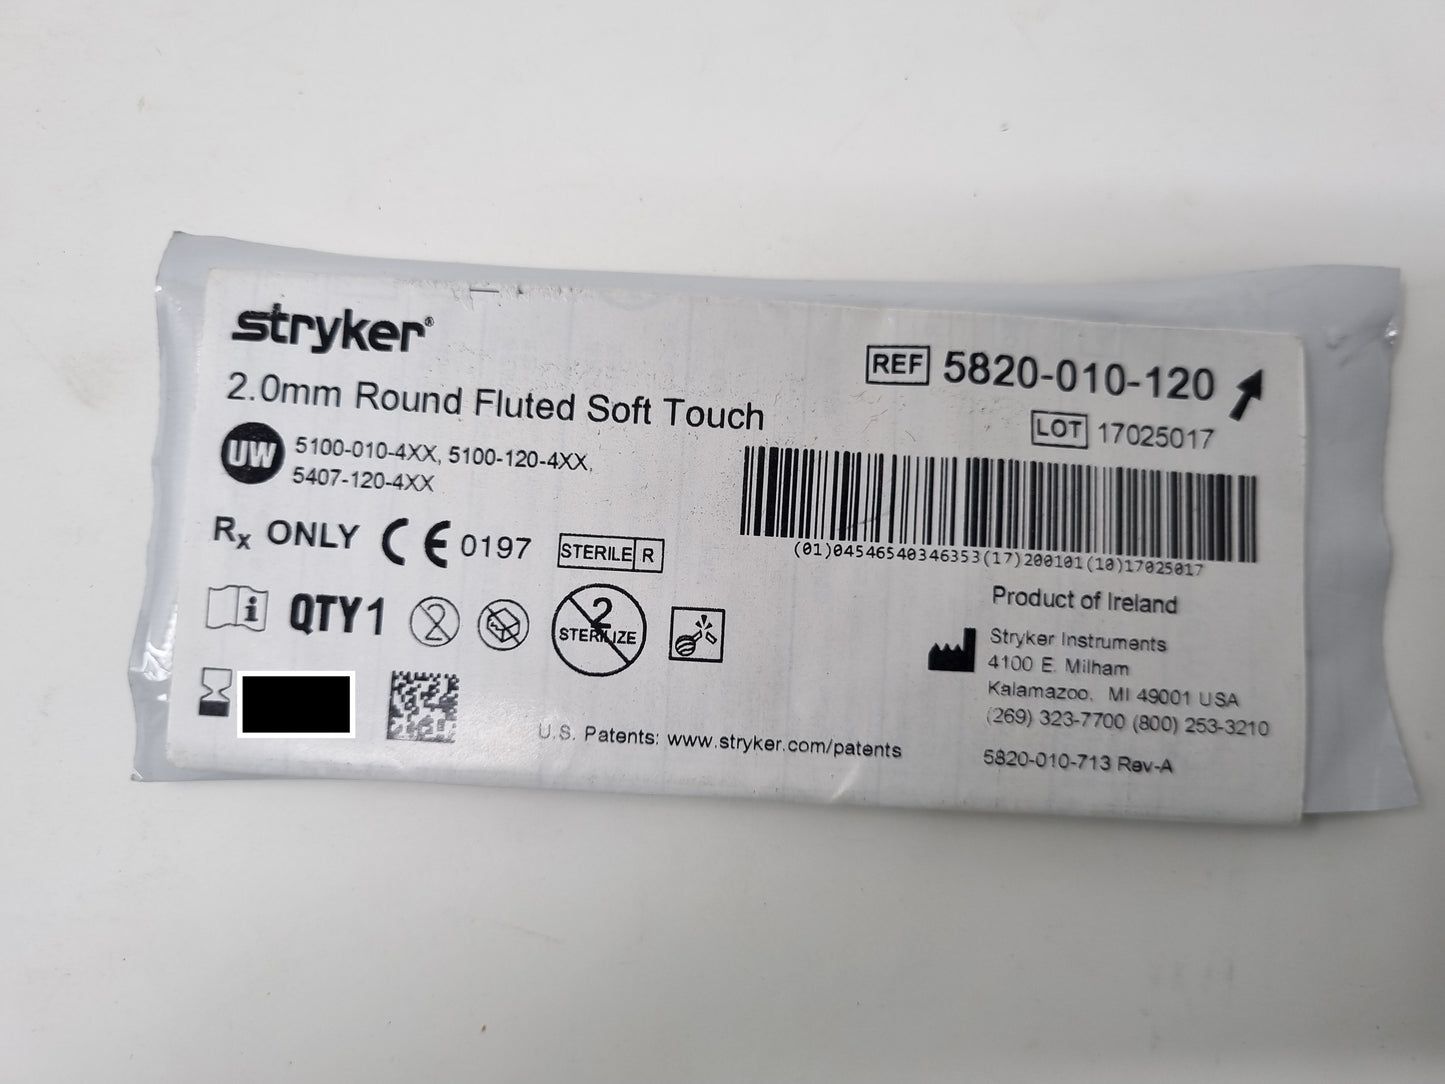 stryker®
2.0mm Round Fluted Soft Touch
REF 5820-010-120
LOT 17025017
UW 5100-010-4XX, 5100-120-4XX,
5407-120-4XX
(01)04546540346353(17)200101(10)17025017
Rx ONLY CE 0197 STERILE R
i QTY 1 2 2 STERILIZE
Product of Ireland
Stryker Instruments
4100 E. Milham
Kalamazoo, MI 49001 USA
(269) 323-7700 (800) 253-3210
U.S. Patents: www.stryker.com/patents
5820-010-713 Rev-A